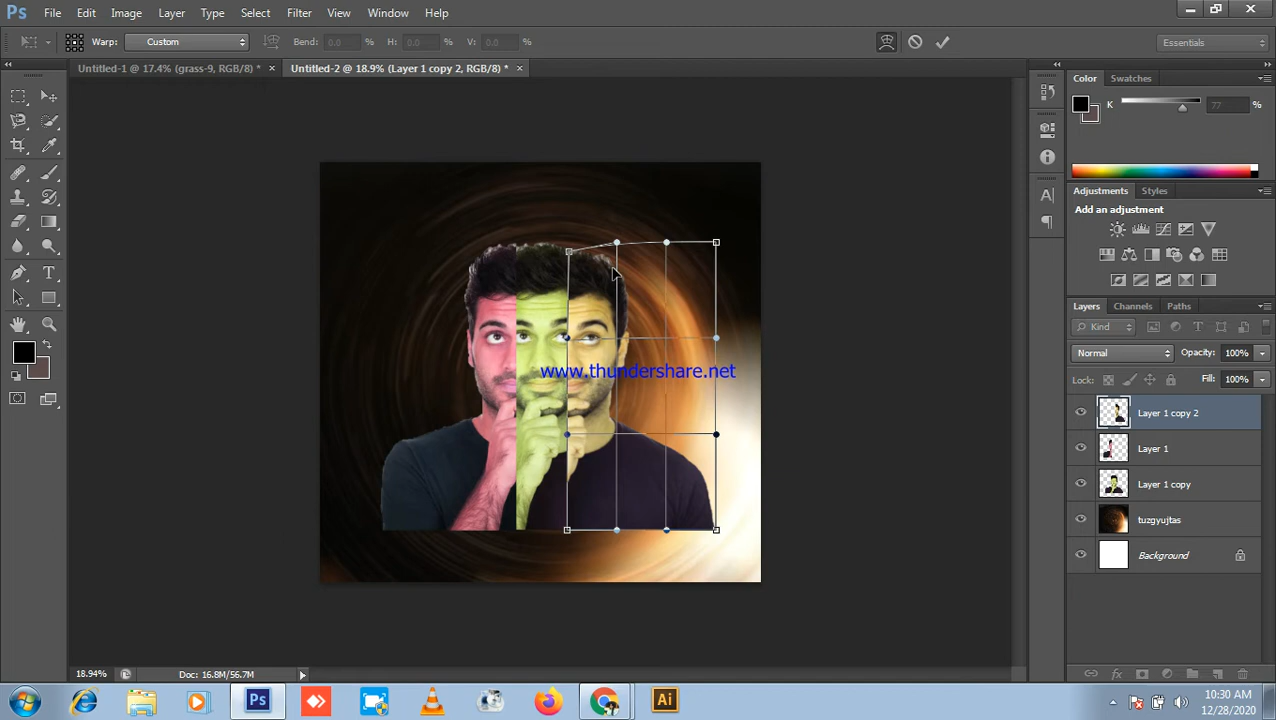 Ps File Edit Image Layer Type Select Filter View Window Help
Warp: Custom Bend: 0.0 % H: 0.0 % V: 0.0 % Essentials
Untitled-1 @ 17.4% (grass-9, RGB/8) * × Untitled-2 @ 18.9% (Layer 1 copy 2, RGB/8) * ×
Color Swatches
K 77 %
Adjustments Styles
Add an adjustment
Layers Channels Paths
Kind
Normal Opacity: 100%
Lock: Fill: 100%
Layer 1 copy 2
Layer 1
Layer 1 copy
tuzgyujtas
Background
www.thundershare.net
18.94% Doc: 16.8M/56.7M
Ps Ai
10:30 AM
12/28/2020